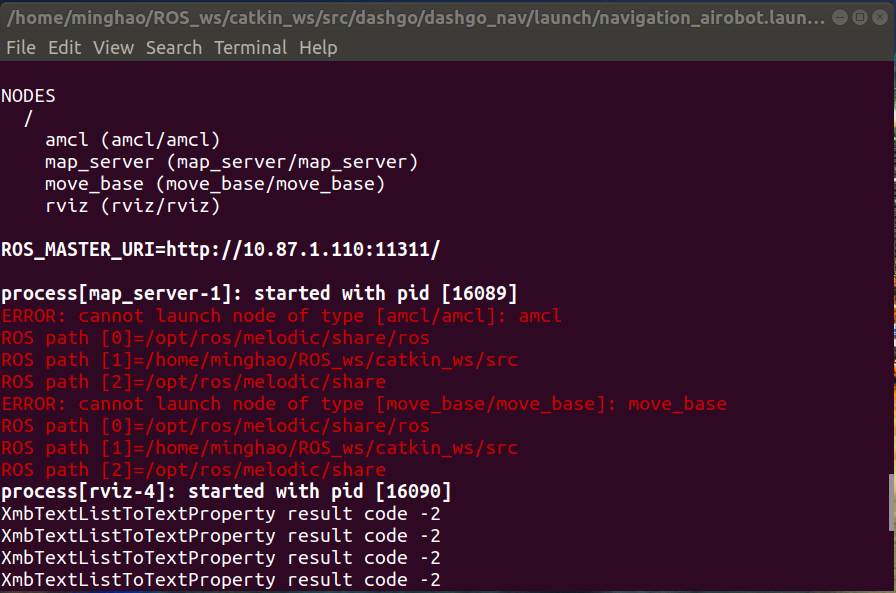 /home/minghao/ROS_ws/catkin_ws/src/dashgo/dashgo_nav/launch/navigation_airobot.laun...
File Edit View Search Terminal Help
NODES
/
amcl (amcl/amcl)
map_server (map_server/map_server)
move_base (move_base/move_base)
rviz (rviz/rviz)
ROS_MASTER_URI=http://10.87.1.110:11311/
process[map_server-1]: started with pid [16089]
ERROR: cannot launch node of type [amcl/amcl]: amcl
ROS path [0]=/opt/ros/melodic/share/ros
ROS path [1]=/home/minghao/ROS_ws/catkin_ws/src
ROS path [2]=/opt/ros/melodic/share
ERROR: cannot launch node of type [move_base/move_base]: move_base
ROS path [0]=/opt/ros/melodic/share/ros
ROS path [1]=/home/minghao/ROS_ws/catkin_ws/src
ROS path [2]=/opt/ros/melodic/share
process[rviz-4]: started with pid [16090]
XmbTextListToTextProperty result code -2
XmbTextListToTextProperty result code -2
XmbTextListToTextProperty result code -2
XmbTextListToTextProperty result code -2